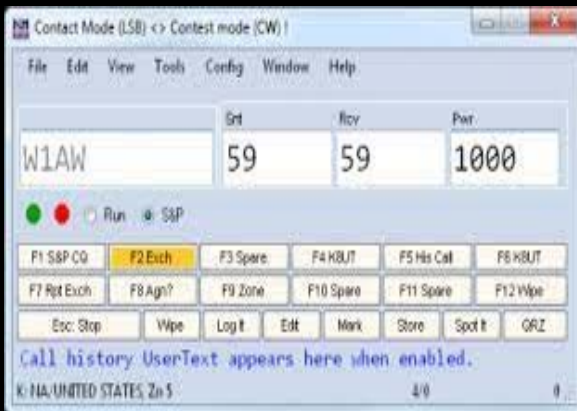 Contact Mode (LSB) <> Contest mode (CW) !
File Edit View Tools Config Window Help
Snt Rcv Pwr
W1AW 59 59 1000
Run S&P
F1 S&P CQ F2 Exch F3 Spare F4 K8UT F5 His Call F6 K8UT
F7 Rpt Exch F8 Agn? F9 Zone F10 Spare F11 Spare F12 Wipe
Esc: Stop Wipe Log It Edit Mark Store Spot It QRZ
Call history UserText appears here when enabled.
K: NA/UNITED STATES, Zn 5 4/0 0